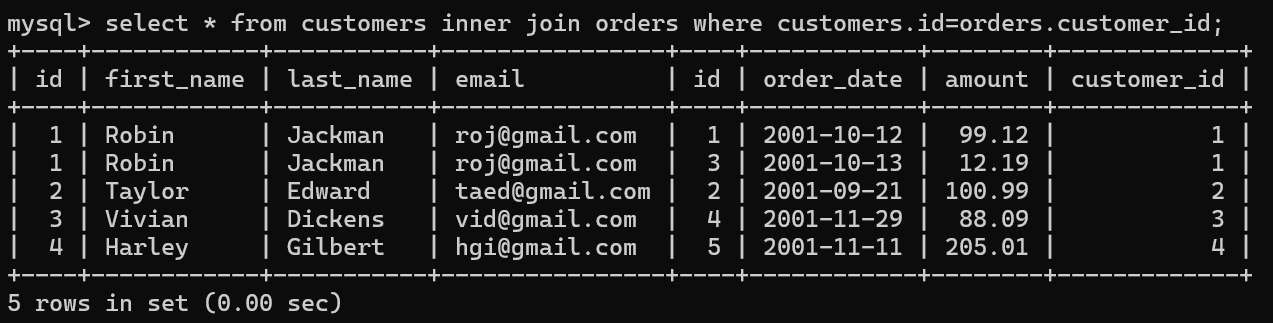 mysql> select * from customers inner join orders where customers.id=orders.customer_id;
+----+------------+-----------+----------------+----+------------+--------+-------------+
| id | first_name | last_name | email          | id | order_date | amount | customer_id |
+----+------------+-----------+----------------+----+------------+--------+-------------+
|  1 | Robin      | Jackman   | roj@gmail.com  |  1 | 2001-10-12 |  99.12 |           1 |
|  1 | Robin      | Jackman   | roj@gmail.com  |  3 | 2001-10-13 |  12.19 |           1 |
|  2 | Taylor     | Edward    | taed@gmail.com |  2 | 2001-09-21 | 100.99 |           2 |
|  3 | Vivian     | Dickens   | vid@gmail.com  |  4 | 2001-11-29 |  88.09 |           3 |
|  4 | Harley     | Gilbert   | hgi@gmail.com  |  5 | 2001-11-11 | 205.01 |           4 |
+----+------------+-----------+----------------+----+------------+--------+-------------+
5 rows in set (0.00 sec)